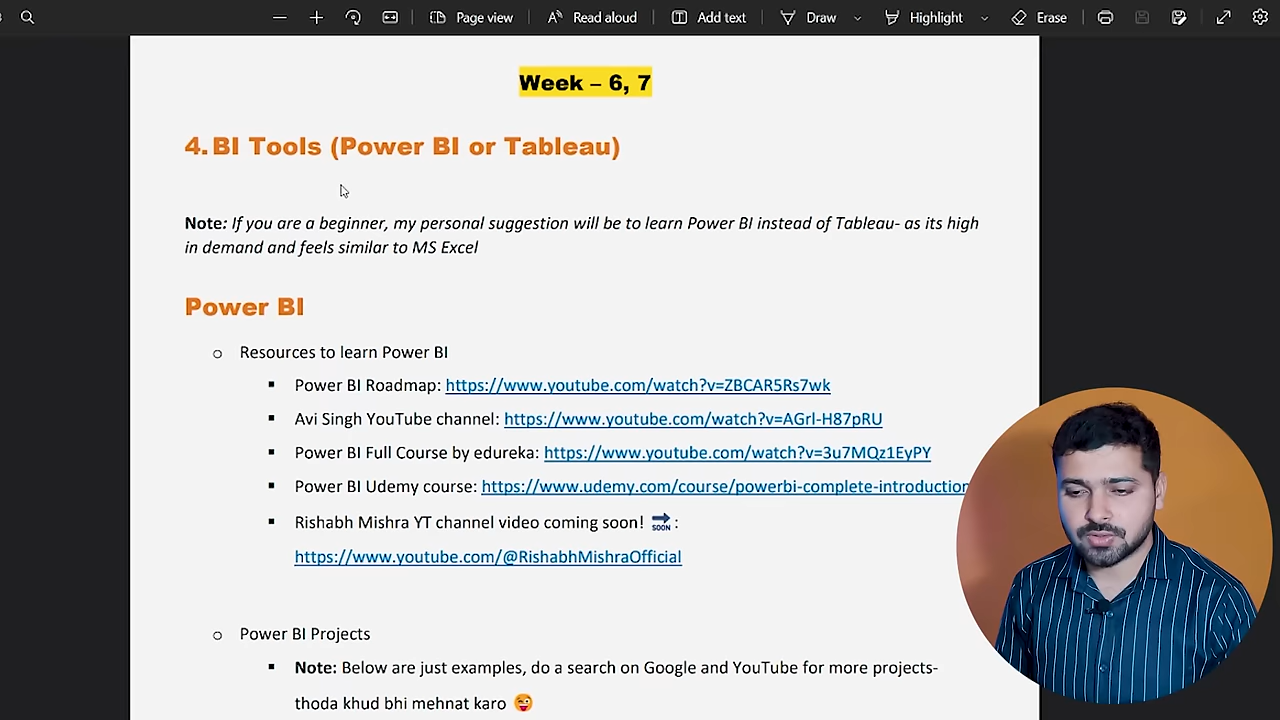 Page view
Read aloud
Add text
Draw
Highlight
Erase
Week – 6, 7
4. BI Tools (Power BI or Tableau)
Note: If you are a beginner, my personal suggestion will be to learn Power BI instead of Tableau- as its high
in demand and feels similar to MS Excel
Power BI
Resources to learn Power BI
Power BI Roadmap: https://www.youtube.com/watch?v=ZBCAR5Rs7wk
Avi Singh YouTube channel: https://www.youtube.com/watch?v=AGrl-H87pRU
Power BI Full Course by edureka: https://www.youtube.com/watch?v=3u7MQz1EyPY
Power BI Udemy course: https://www.udemy.com/course/powerbi-complete-introduction
Rishabh Mishra YT channel video coming soon! SOON :
https://www.youtube.com/@RishabhMishraOfficial
Power BI Projects
Note: Below are just examples, do a search on Google and YouTube for more projects-
thoda khud bhi mehnat karo 😜